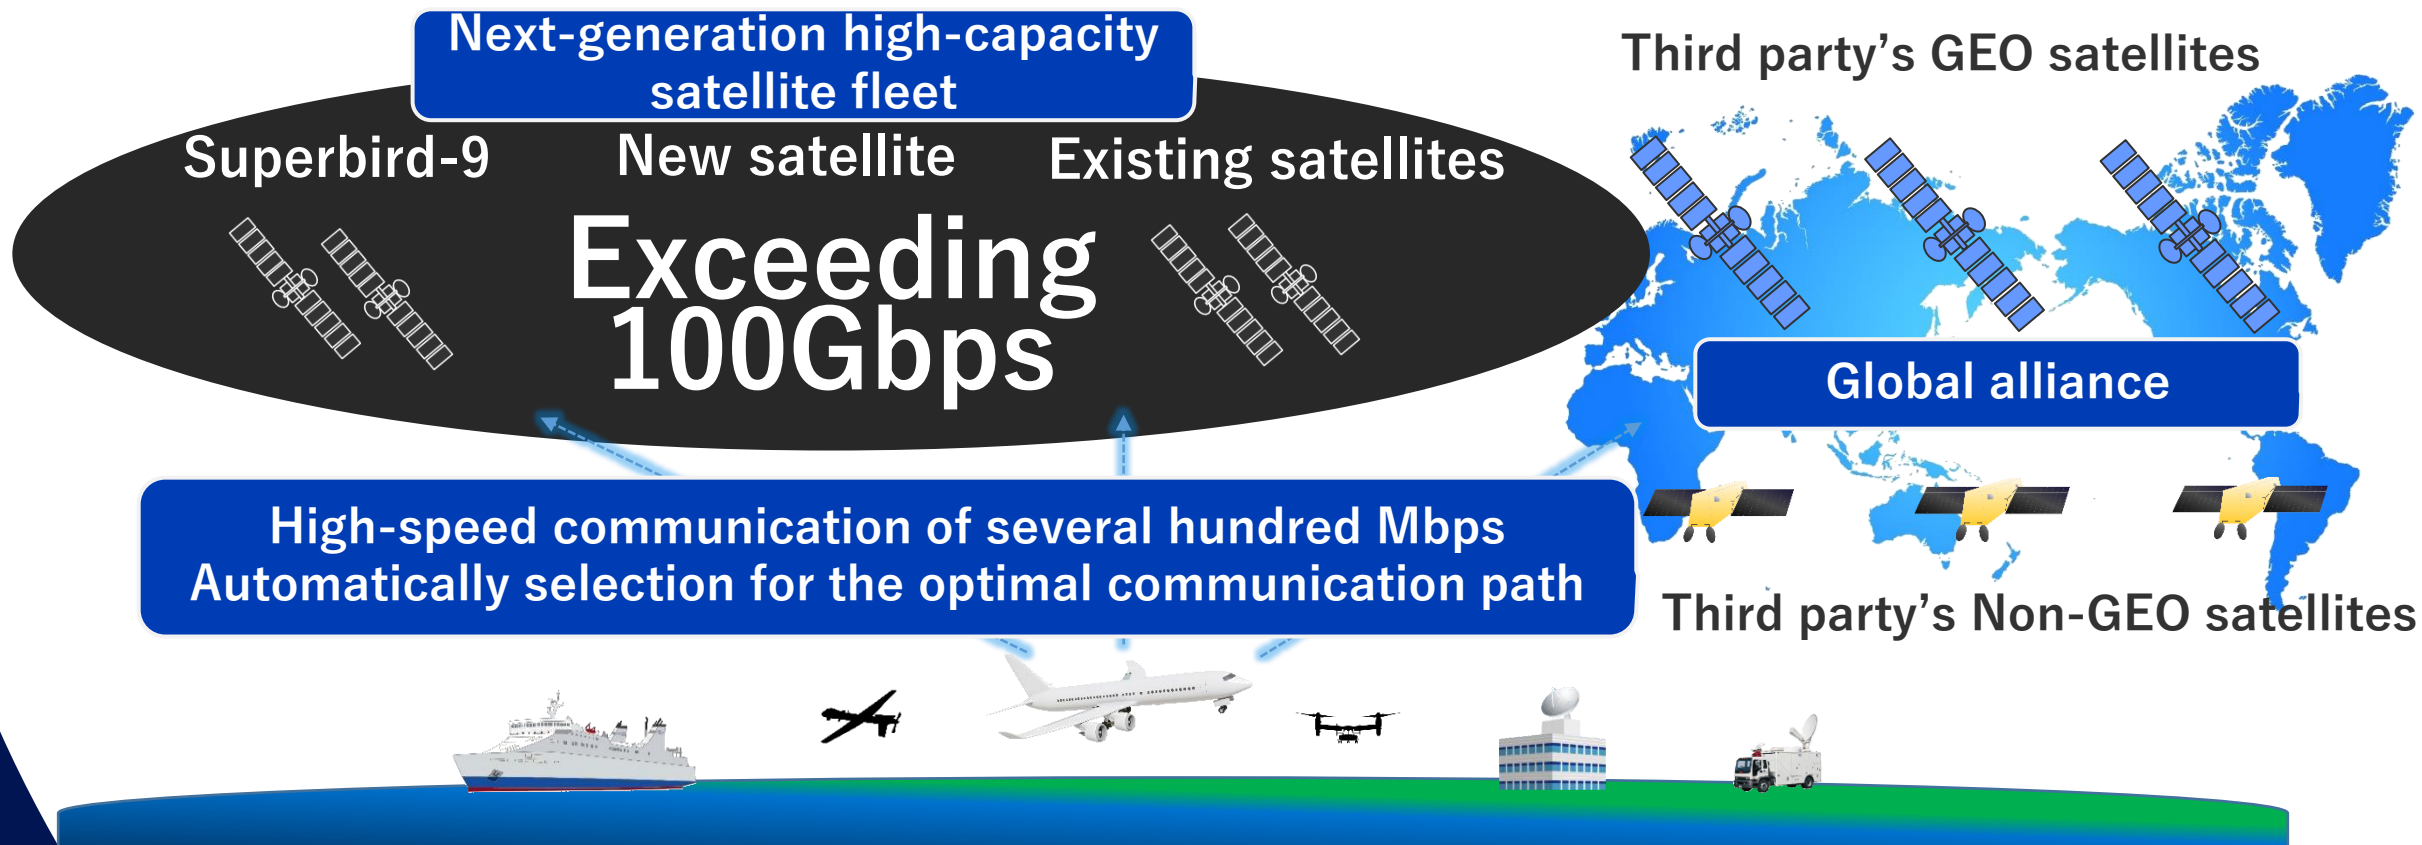 Next-generation high-capacity
satellite fleet
Superbird-9
New satellite
Existing satellites
Exceeding
100Gbps
Third party’s GEO satellites
Global alliance
High-speed communication of several hundred Mbps
Automatically selection for the optimal communication path
Third party’s Non-GEO satellites